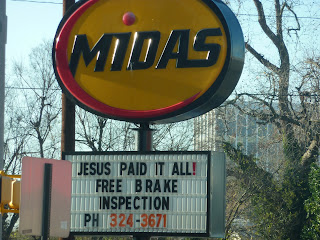 MIDAS
JESUS PAID IT ALL!
FREE BRAKE
INSPECTION
PH 324-3671